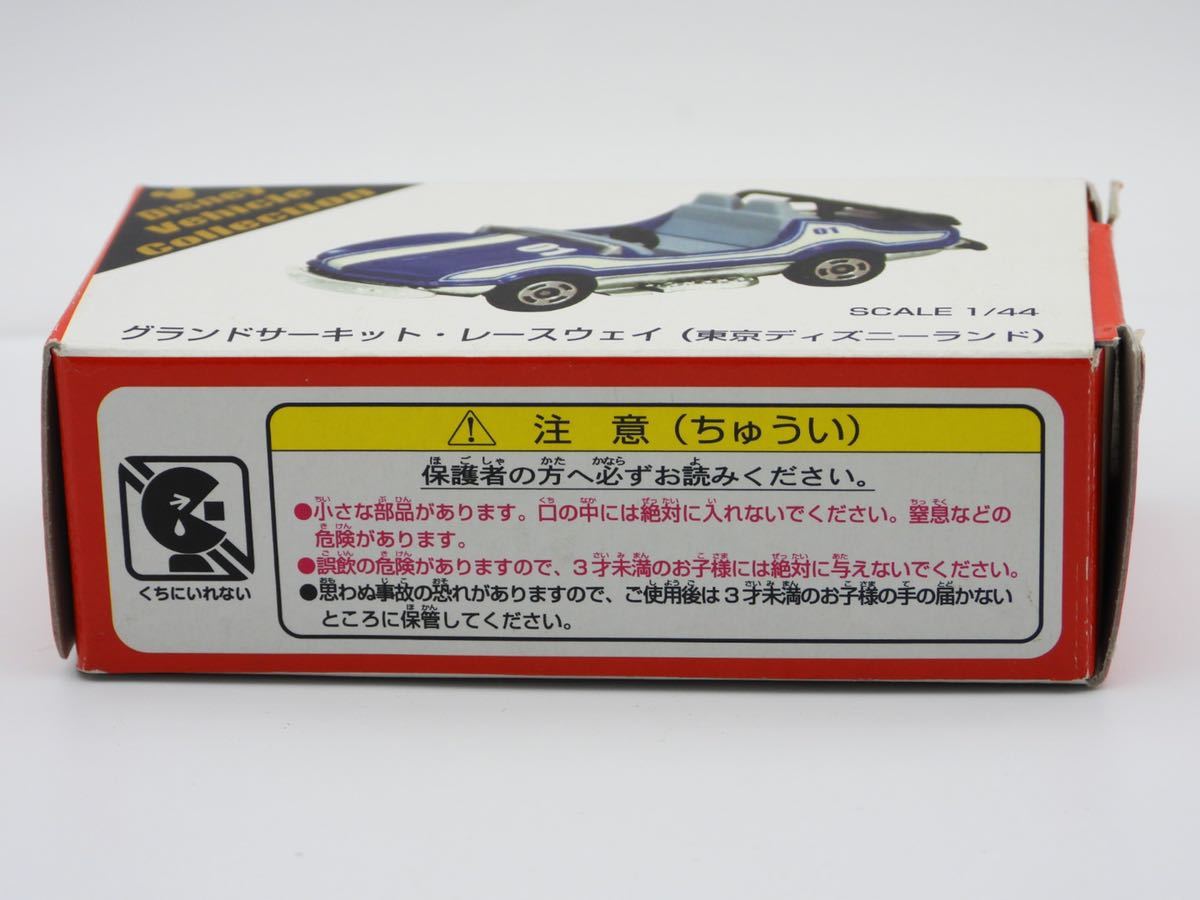 Disney
Vehicle
Collection
01
SCALE 1/44
グランドサーキット・レースウェイ（東京ディズニーランド）
注 意（ちゅうい）
保護者の方へ必ずお読みください。
●小さな部品があります。口の中には絶対に入れないでください。窒息などの
危険があります。
●誤飲の危険がありますので、3才未満のお子様には絶対に与えないでください。
●思わぬ事故の恐れがありますので、ご使用後は3才未満のお子様の手の届かない
ところに保管してください。
くちにいれない